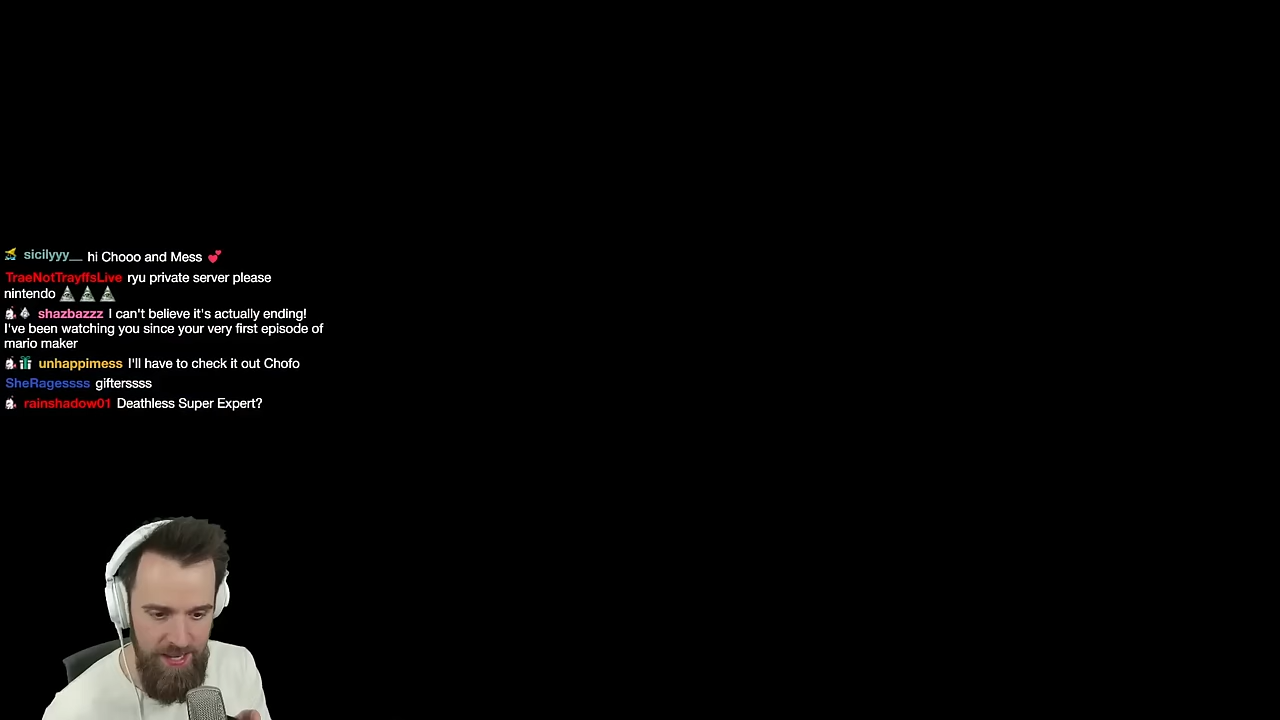 sicilyyy__ hi Chooo and Mess
TraeNotTrayffsLive ryu private server please
nintendo
shazbazzz I can't believe it's actually ending!
I've been watching you since your very first episode of
mario maker
unhappimess I'll have to check it out Chofo
SheRagessss gifterssss
rainshadow01 Deathless Super Expert?